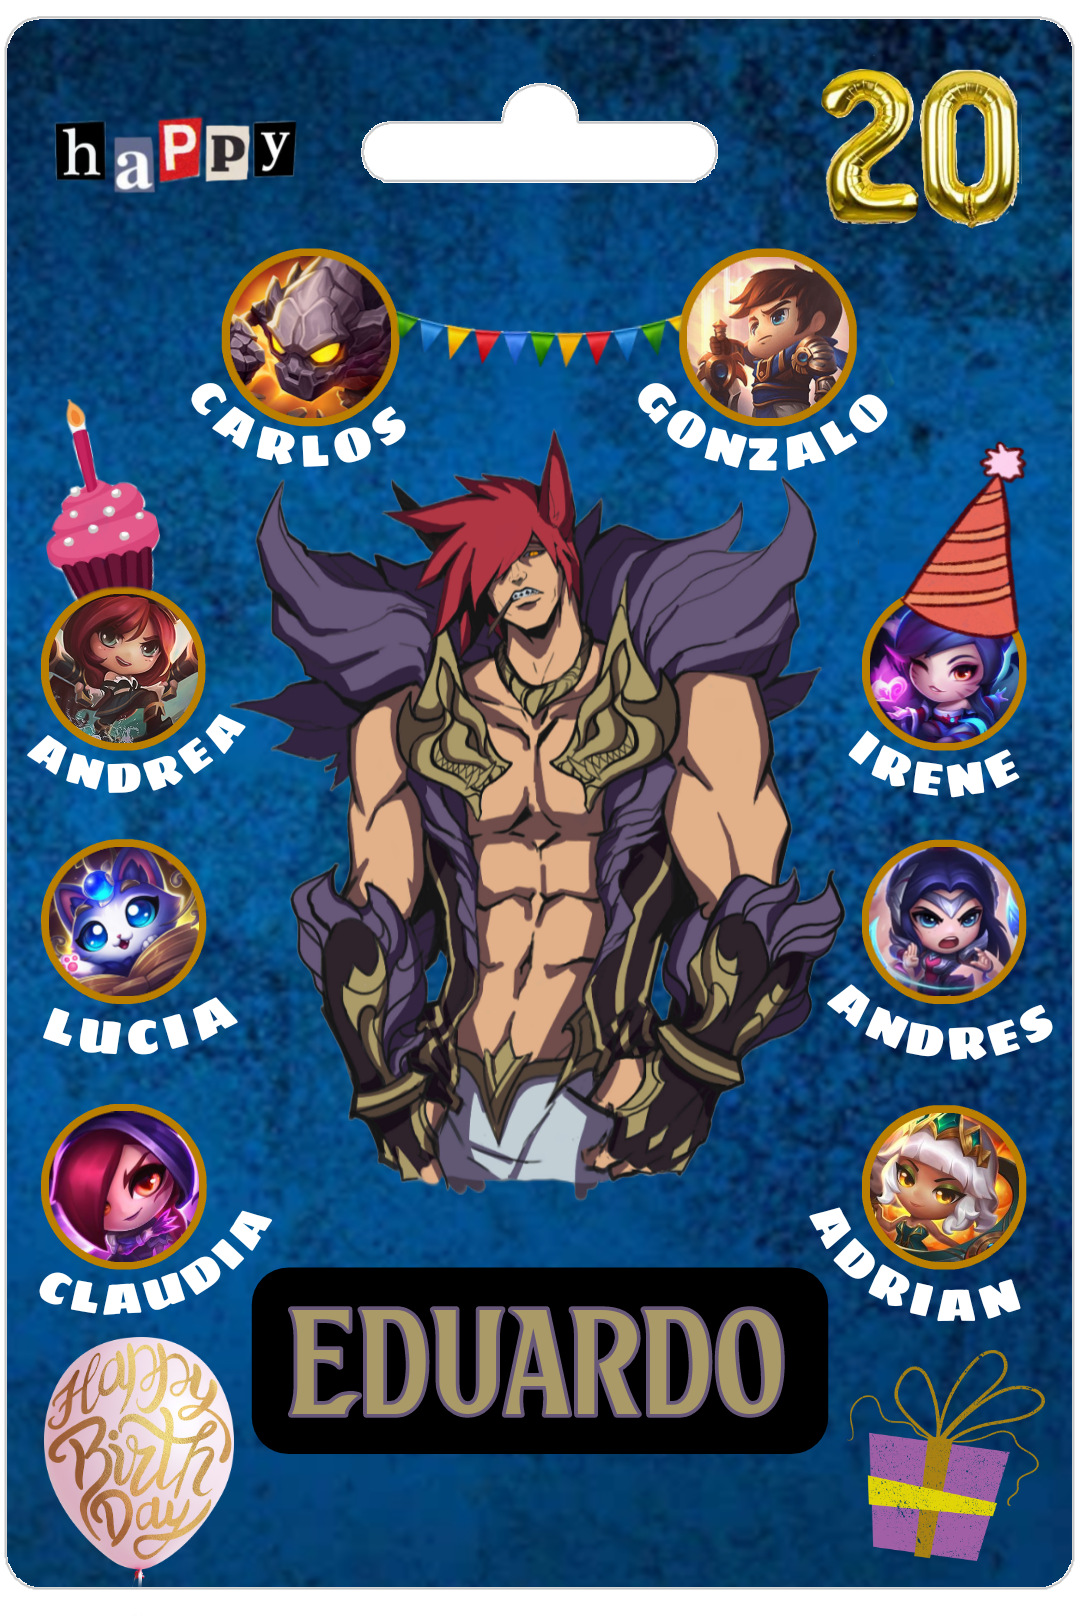 haPPy
20
CARLOS
GONZALO
ANDREA
IRENE
LUCIA
ANDRES
CLAUDIA
ADRIAN
EDUARDO
Happy
Birth
Day